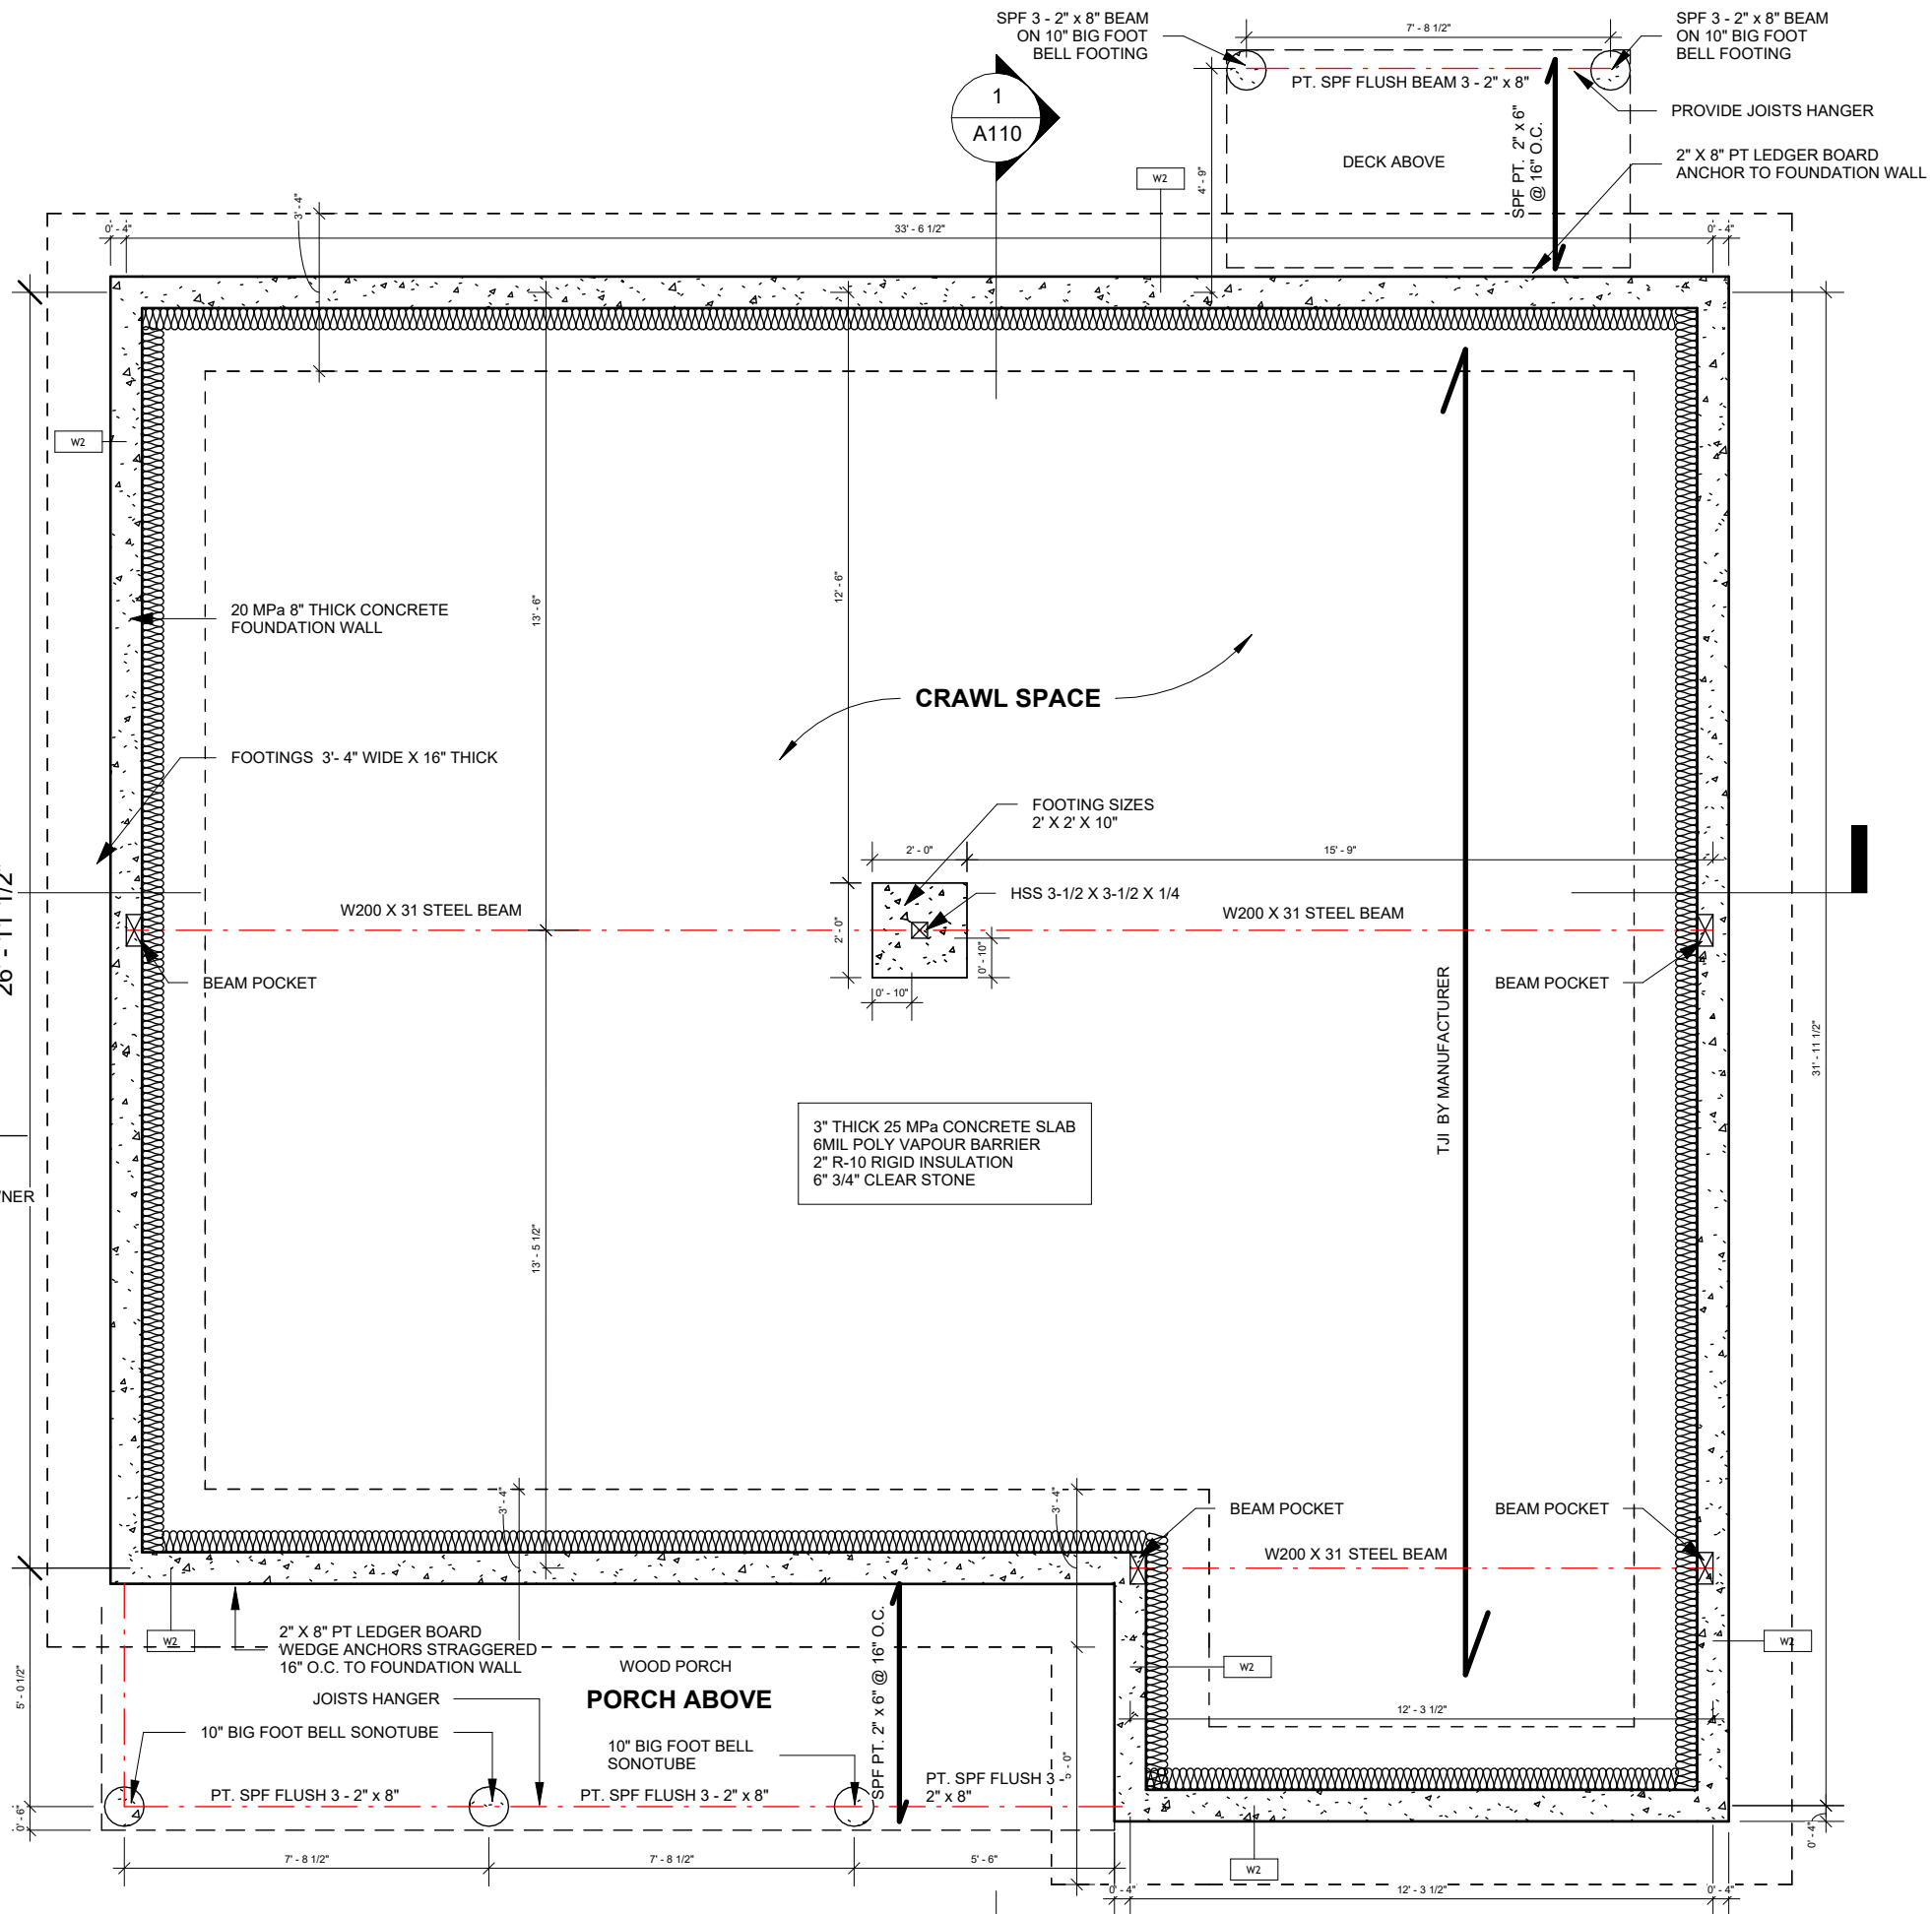 SPF 3 - 2" x 8" BEAM
ON 10" BIG FOOT
BELL FOOTING
7' - 8 1/2"
SPF 3 - 2" x 8" BEAM
ON 10" BIG FOOT
BELL FOOTING
1
A110
PT. SPF FLUSH BEAM 3 - 2" x 8"
PROVIDE JOISTS HANGER
SPF PT. 2" x 6"
@ 16" O.C.
DECK ABOVE
2" X 8" PT LEDGER BOARD
ANCHOR TO FOUNDATION WALL
W2
4' - 9"
3' - 4"
0' - 4"
33' - 6 1/2"
0' - 4"
W2
20 MPa 8" THICK CONCRETE
FOUNDATION WALL
13' - 6"
12' - 6"
CRAWL SPACE
FOOTINGS 3'- 4" WIDE X 16" THICK
FOOTING SIZES
2' X 2' X 10"
2' - 0"
15' - 9"
26' - 11 1/2"
W200 X 31 STEEL BEAM
HSS 3-1/2 X 3-1/2 X 1/4
W200 X 31 STEEL BEAM
2' - 0"
0' - 10"
0' - 10"
BEAM POCKET
BEAM POCKET
TJI BY MANUFACTURER
31' - 11 1/2"
3" THICK 25 MPa CONCRETE SLAB
6MIL POLY VAPOUR BARRIER
2" R-10 RIGID INSULATION
6" 3/4" CLEAR STONE
NER
13' - 5 1/2"
3' - 4"
3' - 4"
BEAM POCKET
BEAM POCKET
W200 X 31 STEEL BEAM
W2
2" X 8" PT LEDGER BOARD
WEDGE ANCHORS STRAGGERED
16" O.C. TO FOUNDATION WALL
WOOD PORCH
PORCH ABOVE
SPF PT. 2" x 6" @ 16" O.C.
W2
W2
5' - 0 1/2"
JOISTS HANGER
10" BIG FOOT BELL SONOTUBE
10" BIG FOOT BELL
SONOTUBE
12' - 3 1/2"
PT. SPF FLUSH 3 - 2" x 8"
PT. SPF FLUSH 3 - 2" x 8"
PT. SPF FLUSH 3 -
2" x 8"
5' - 0"
0' - 6"
0' - 4"
7' - 8 1/2"
7' - 8 1/2"
5' - 6"
W2
0' - 4"
12' - 3 1/2"
0' - 4"